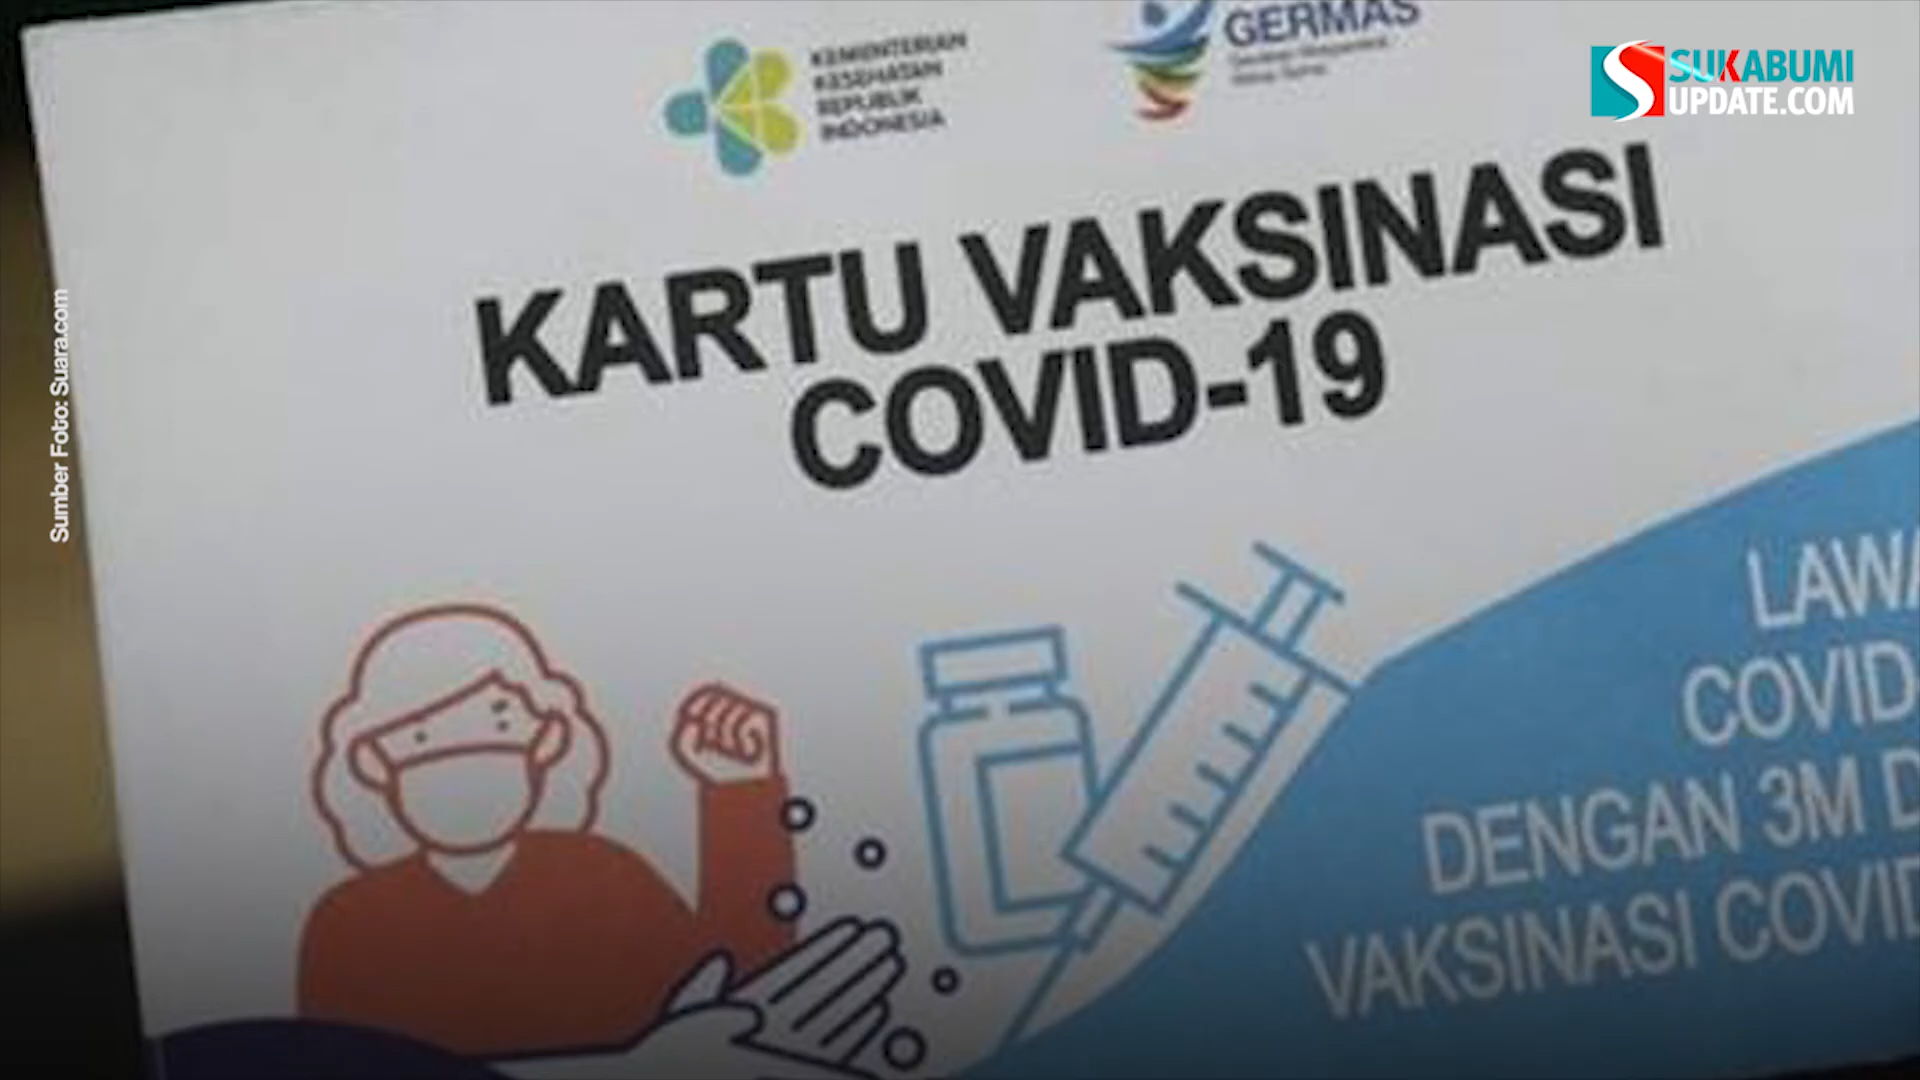 KEMENTERIAN
KESEHATAN
REPUBLIK
INDONESIA
GERMAS
SUKABUMI
UPDATE.COM
KARTU VAKSINASI
COVID-19
Sumber Foto: Suara.com
LAWA
COVID-
DENGAN 3M D
VAKSINASI COVID